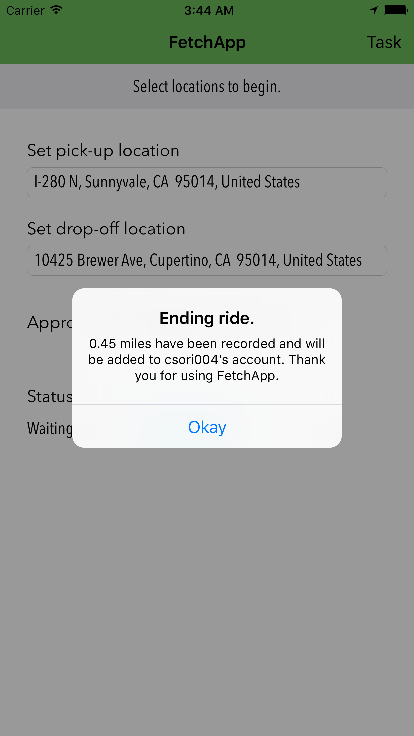 Carrier 3:44 AM
FetchApp Task
Select locations to begin.
Set pick-up location
I-280 N, Sunnyvale, CA  95014, United States
Set drop-off location
10425 Brewer Ave, Cupertino, CA  95014, United States
Ending ride.
0.45 miles have been recorded and will
be added to csori004's account. Thank
you for using FetchApp.
Status
Waiting
Okay